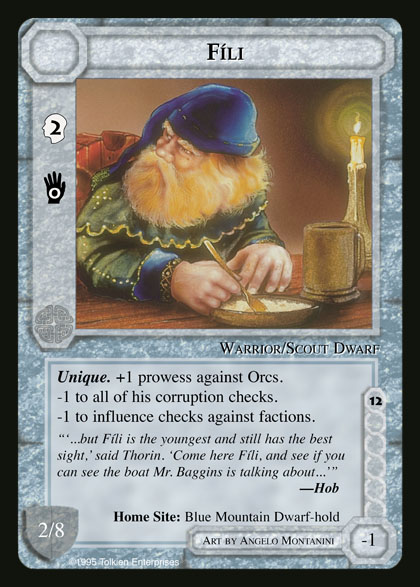 FÍLI
2
0
WARRIOR/SCOUT DWARF
Unique. +1 prowess against Orcs.
-1 to all of his corruption checks.
-1 to influence checks against factions.
“‘...but Fíli is the youngest and still has the best
sight,’ said Thorin. ‘Come here Fíli, and see if you
can see the boat Mr. Baggins is talking about...’”
—Hob
12
Home Site: Blue Mountain Dwarf-hold
2/8
ART BY ANGELO MONTANINI
-1
©1995 Tolkien Enterprises